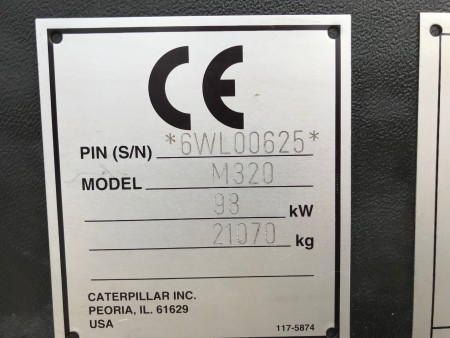 CE
PIN (S/N) *6WL00625*
MODEL M320
93 kW
21070 kg
CATERPILLAR INC.
PEORIA, IL. 61629
USA 117-5874